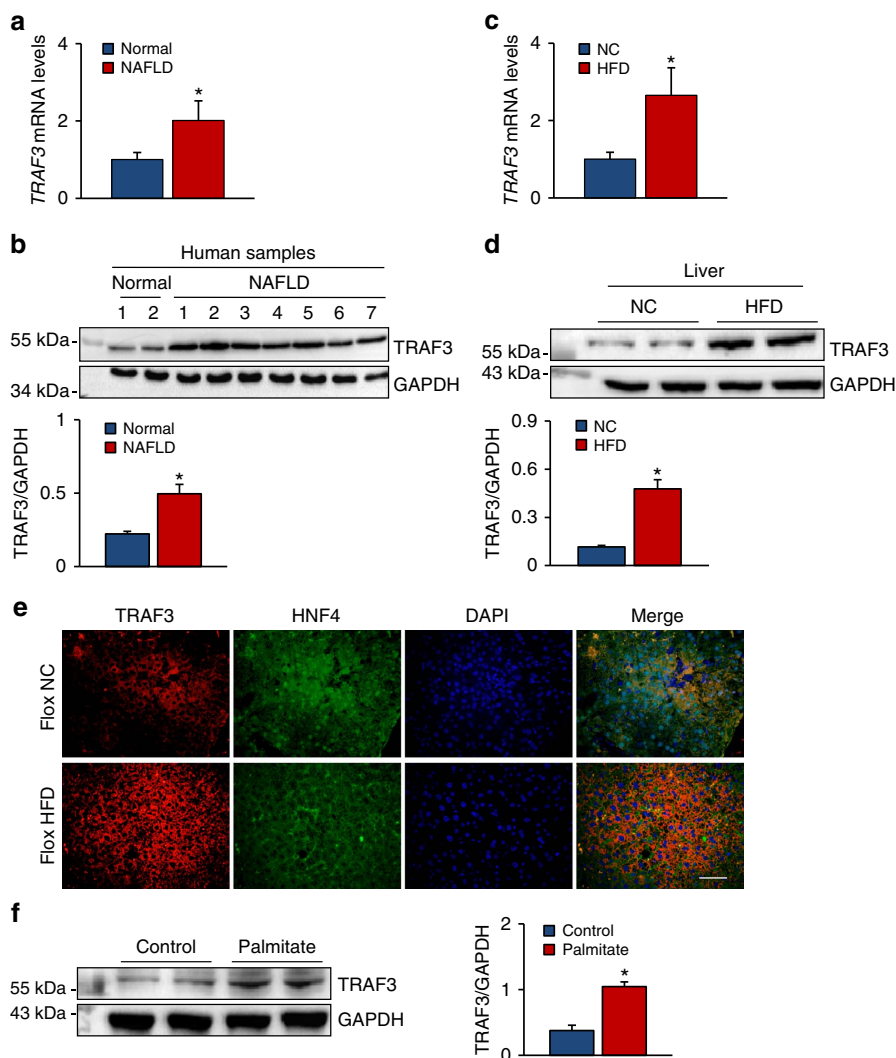 a
4
Normal
NAFLD
*
2
0
TRAF3 mRNA levels
c
4
NC
HFD
*
2
0
TRAF3 mRNA levels
b
Human samples
Normal NAFLD
1 2 1 2 3 4 5 6 7
55 kDa
TRAF3
34 kDa
GAPDH
1
Normal
NAFLD
*
0.5
0
TRAF3/GAPDH
d
Liver
NC HFD
55 kDa
TRAF3
43 kDa
GAPDH
0.9
NC
HFD
0.6
*
0.3
0
TRAF3/GAPDH
e
TRAF3 HNF4 DAPI Merge
Flox NC
Flox HFD
f
Control Palmitate
55 kDa
TRAF3
43 kDa
GAPDH
2
Control
Palmitate
*
1
0
TRAF3/GAPDH